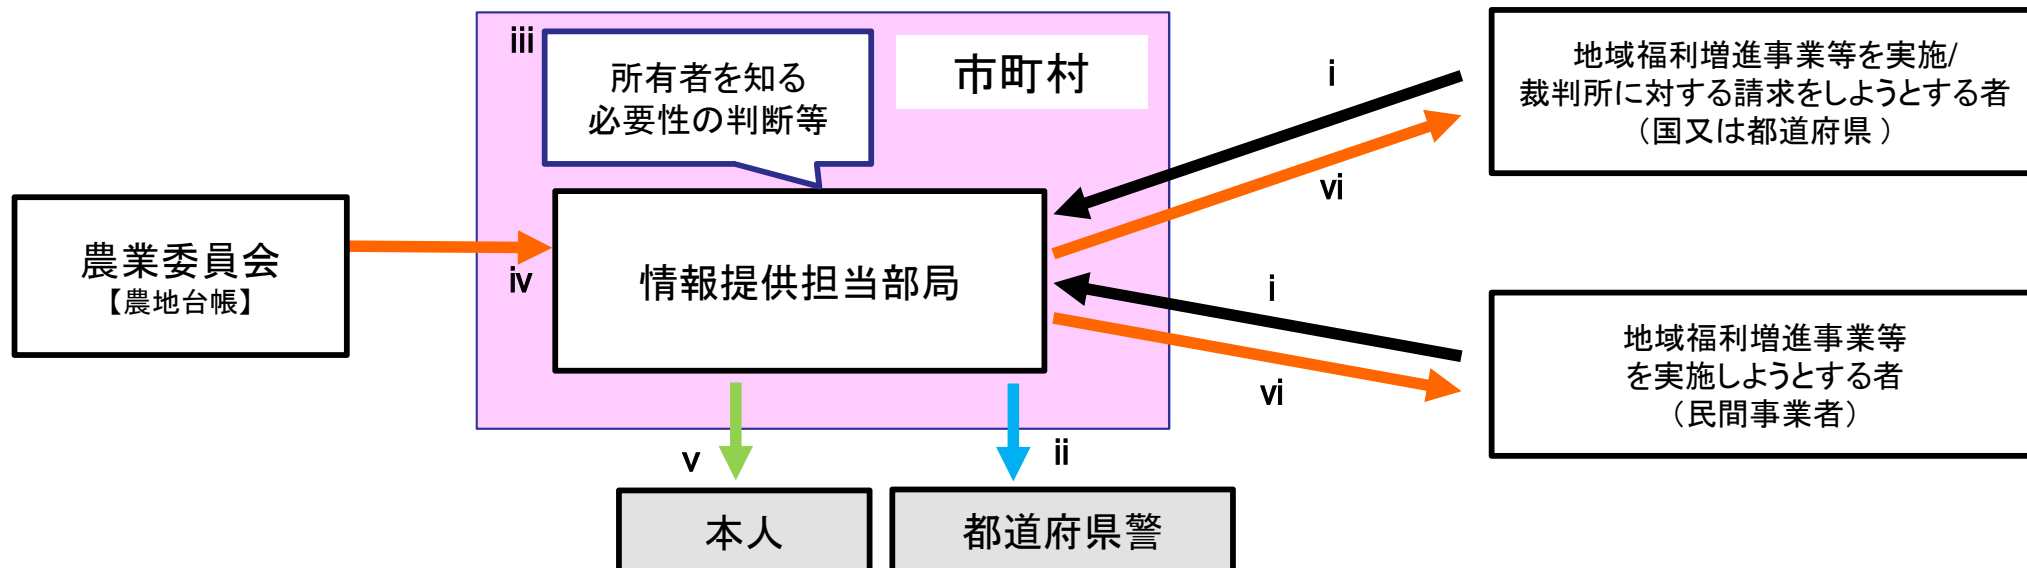 iii
所有者を知る
必要性の判断等
市町村
i
地域福利増進事業等を実施/
裁判所に対する請求をしようとする者
（国又は都道府県 ）
vi
農業委員会
【農地台帳】
iv
情報提供担当部局
i
地域福利増進事業等
を実施しようとする者
（民間事業者）
vi
v
ii
本人
都道府県警